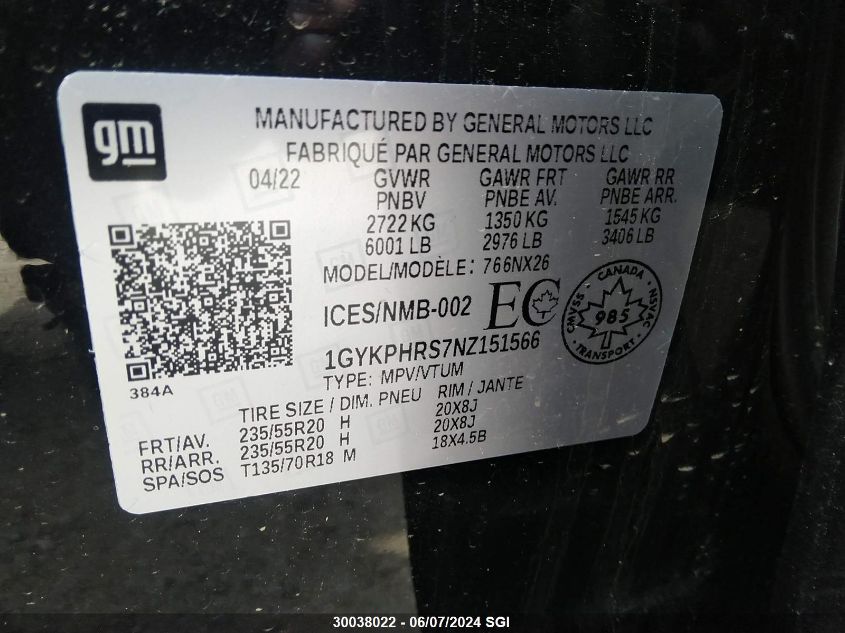 gm
MANUFACTURED BY GENERAL MOTORS LLC
FABRIQUÉ PAR GENERAL MOTORS LLC
04/22 GVWR GAWR FRT GAWR RR
PNBV PNBE AV. PNBE ARR.
2722 KG 1350 KG 1545 KG
6001 LB 2976 LB 3406 LB
MODEL/MODÈLE: 766NX26
ICES/NMB-002 EC
CANADA
CMVSS 985 NSVAC
TRANSPORT
1GYKPHRS7NZ151566
TYPE: MPV/VTUM
384A
TIRE SIZE / DIM. PNEU RIM / JANTE
FRT/AV. 235/55R20 H 20X8J
RR/ARR. 235/55R20 H 20X8J
SPA/SOS T135/70R18 M 18X4.5B
30038022 - 06/07/2024 SGI